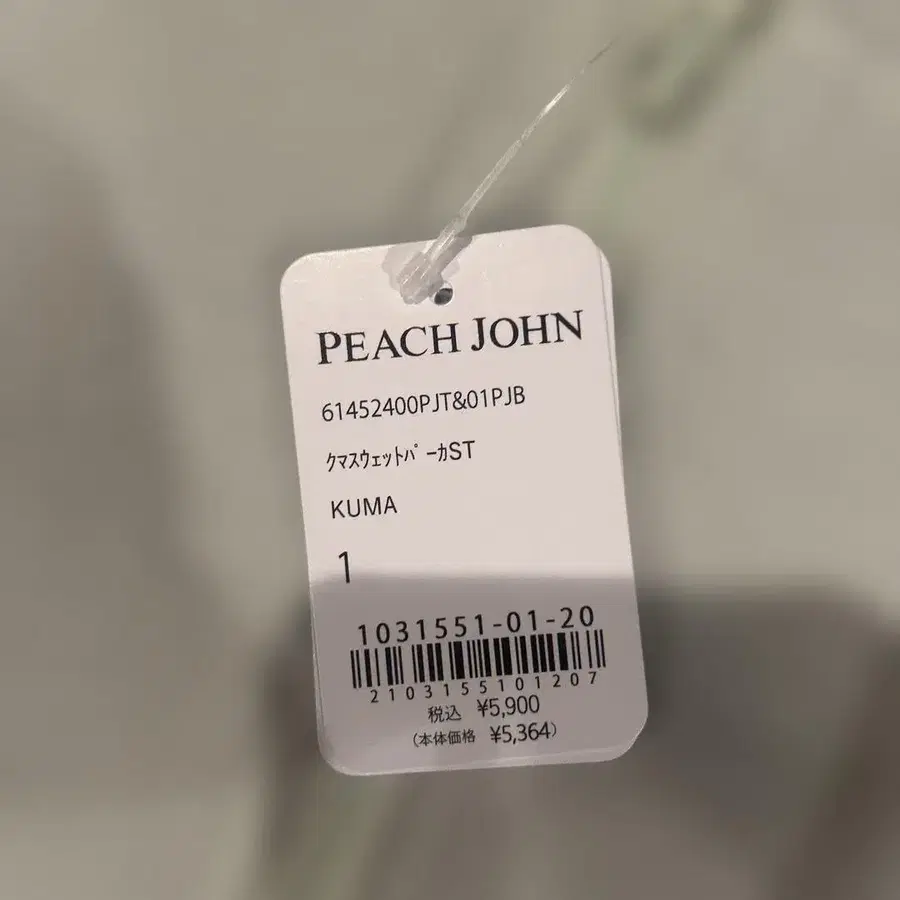 PEACH JOHN
61452400PJT&01PJB
ｸﾏｽｳｪｯﾄﾊﾟｰｶST
KUMA
1
1031551-01-20
2103155101207
税込 ¥5,900
(本体価格 ¥5,364)